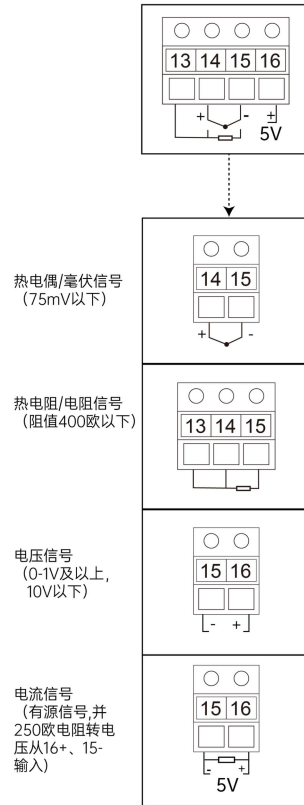 13 14 15 16
+ - ±
5V
热电偶/毫伏信号
（75mV以下）
14 15
+ -
热电阻/电阻信号
（阻值400欧以下）
13 14 15
电压信号
（0-1V及以上，
10V以下）
15 16
- +
电流信号
（有源信号,并
250欧电阻转电
压从16+、15-
输入）
15 16
- +
5V